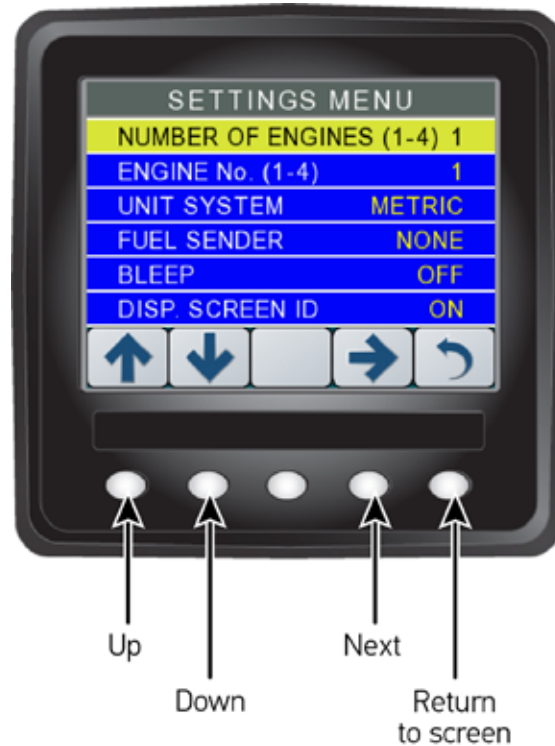 SETTINGS MENU
NUMBER OF ENGINES (1-4) 1
ENGINE No. (1-4) 1
UNIT SYSTEM METRIC
FUEL SENDER NONE
BLEEP OFF
DISP. SCREEN ID ON
Up
Next
Down
Return
to screen